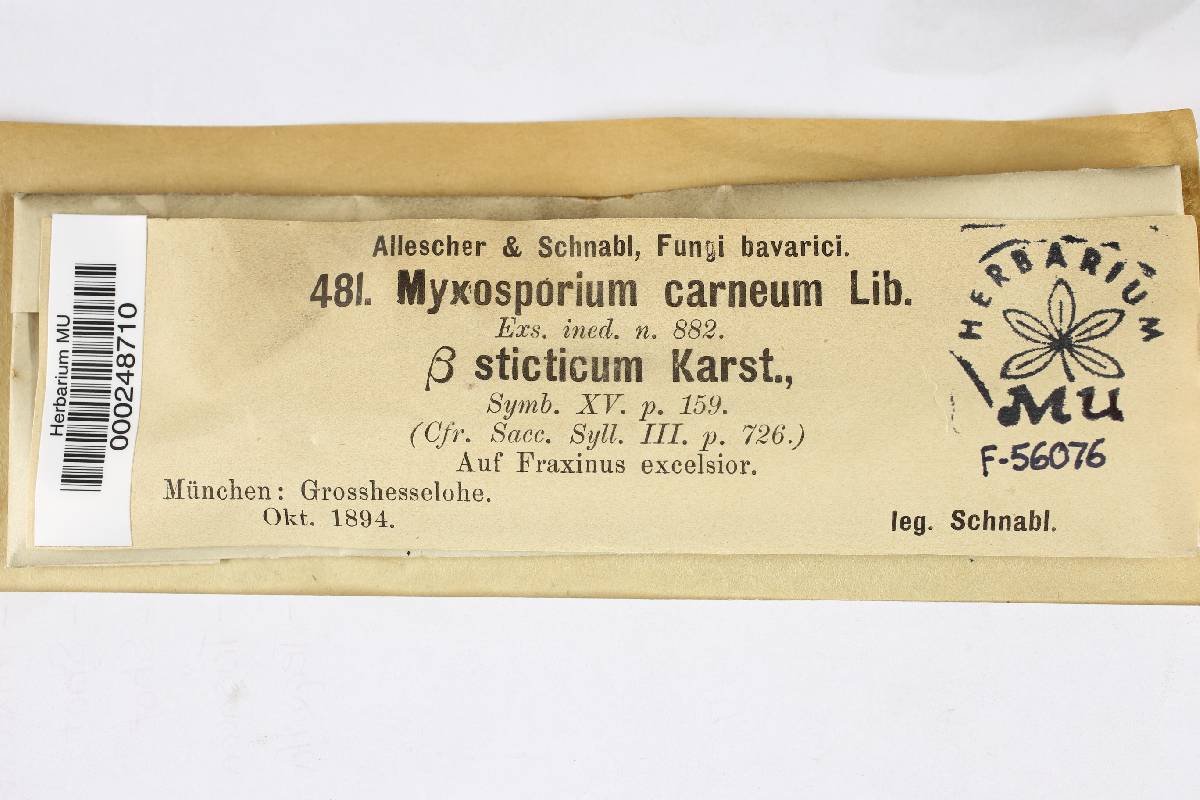 Allescher & Schnabl, Fungi bavarici.
481. Myxosporium carneum Lib.
Exs. ined. n. 882.
β sticticum Karst.,
Symb. XV. p. 159.
(Cfr. Sacc. Syll. III. p. 726.)
Auf Fraxinus excelsior.
München: Grosshesselohe.
Okt. 1894.
leg. Schnabl.
HERBARIUM
MU
F-56076
Herbarium MU
000248710